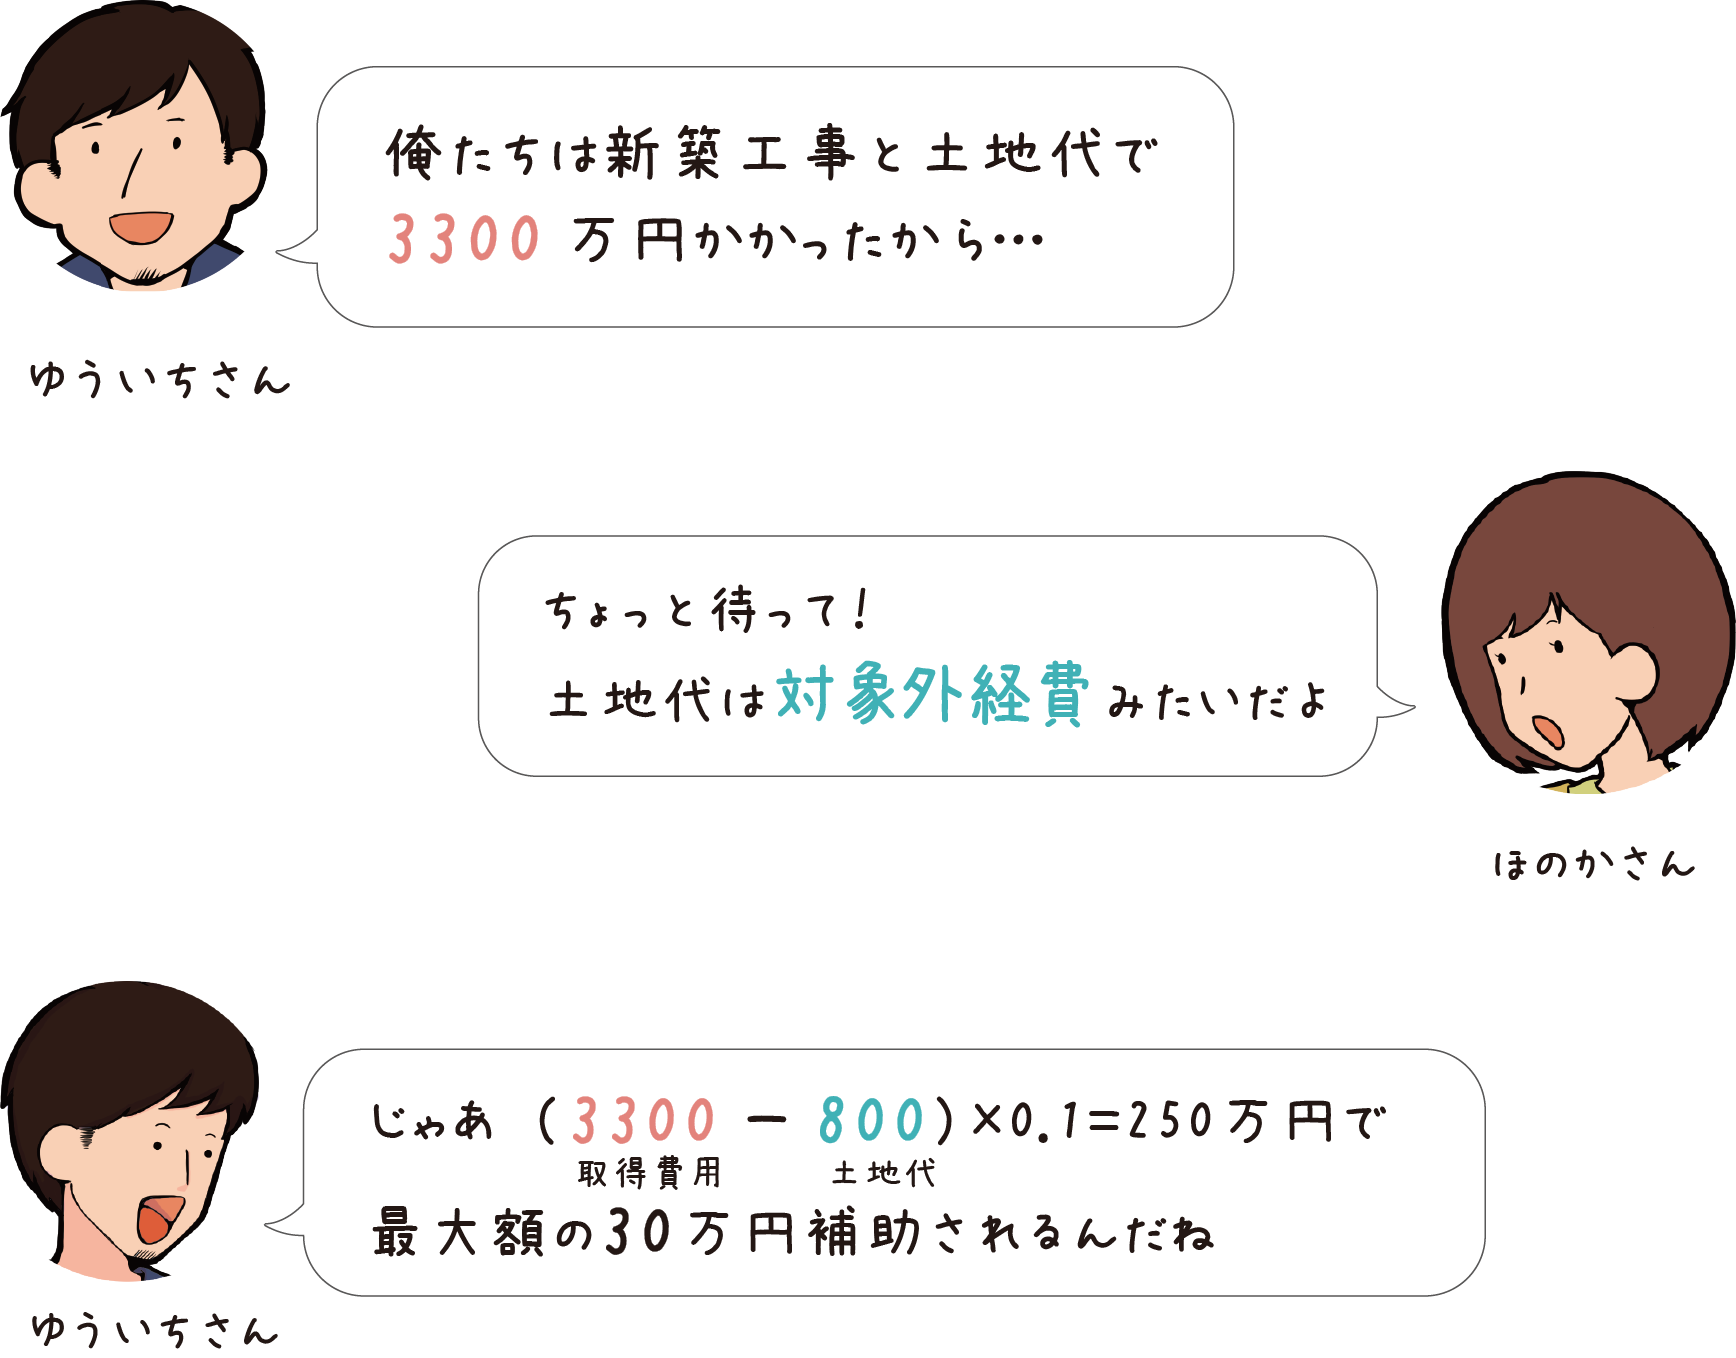 俺たちは新築工事と土地代で
3300万円かかったから…
ゆういちさん
ちょっと待って！
土地代は対象外経費みたいだよ
ほのかさん
じゃあ（3300－800）×0.1=250万円で
取得費用 土地代
最大額の30万円補助されるんだね
ゆういちさん